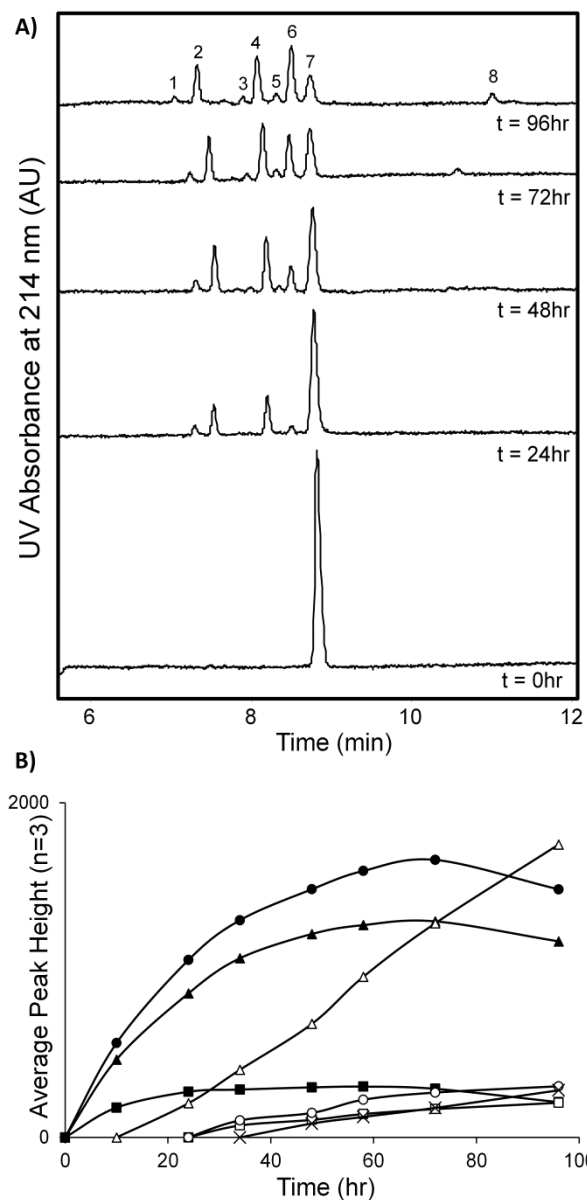 A)
UV Absorbance at 214 nm (AU)
1 2 3 4 5 6 7 8
t = 96hr
t = 72hr
t = 48hr
t = 24hr
t = 0hr
6 8 10 12
Time (min)
B)
Average Peak Height (n=3)
2000
0
0 20 40 60 80 100
Time (hr)